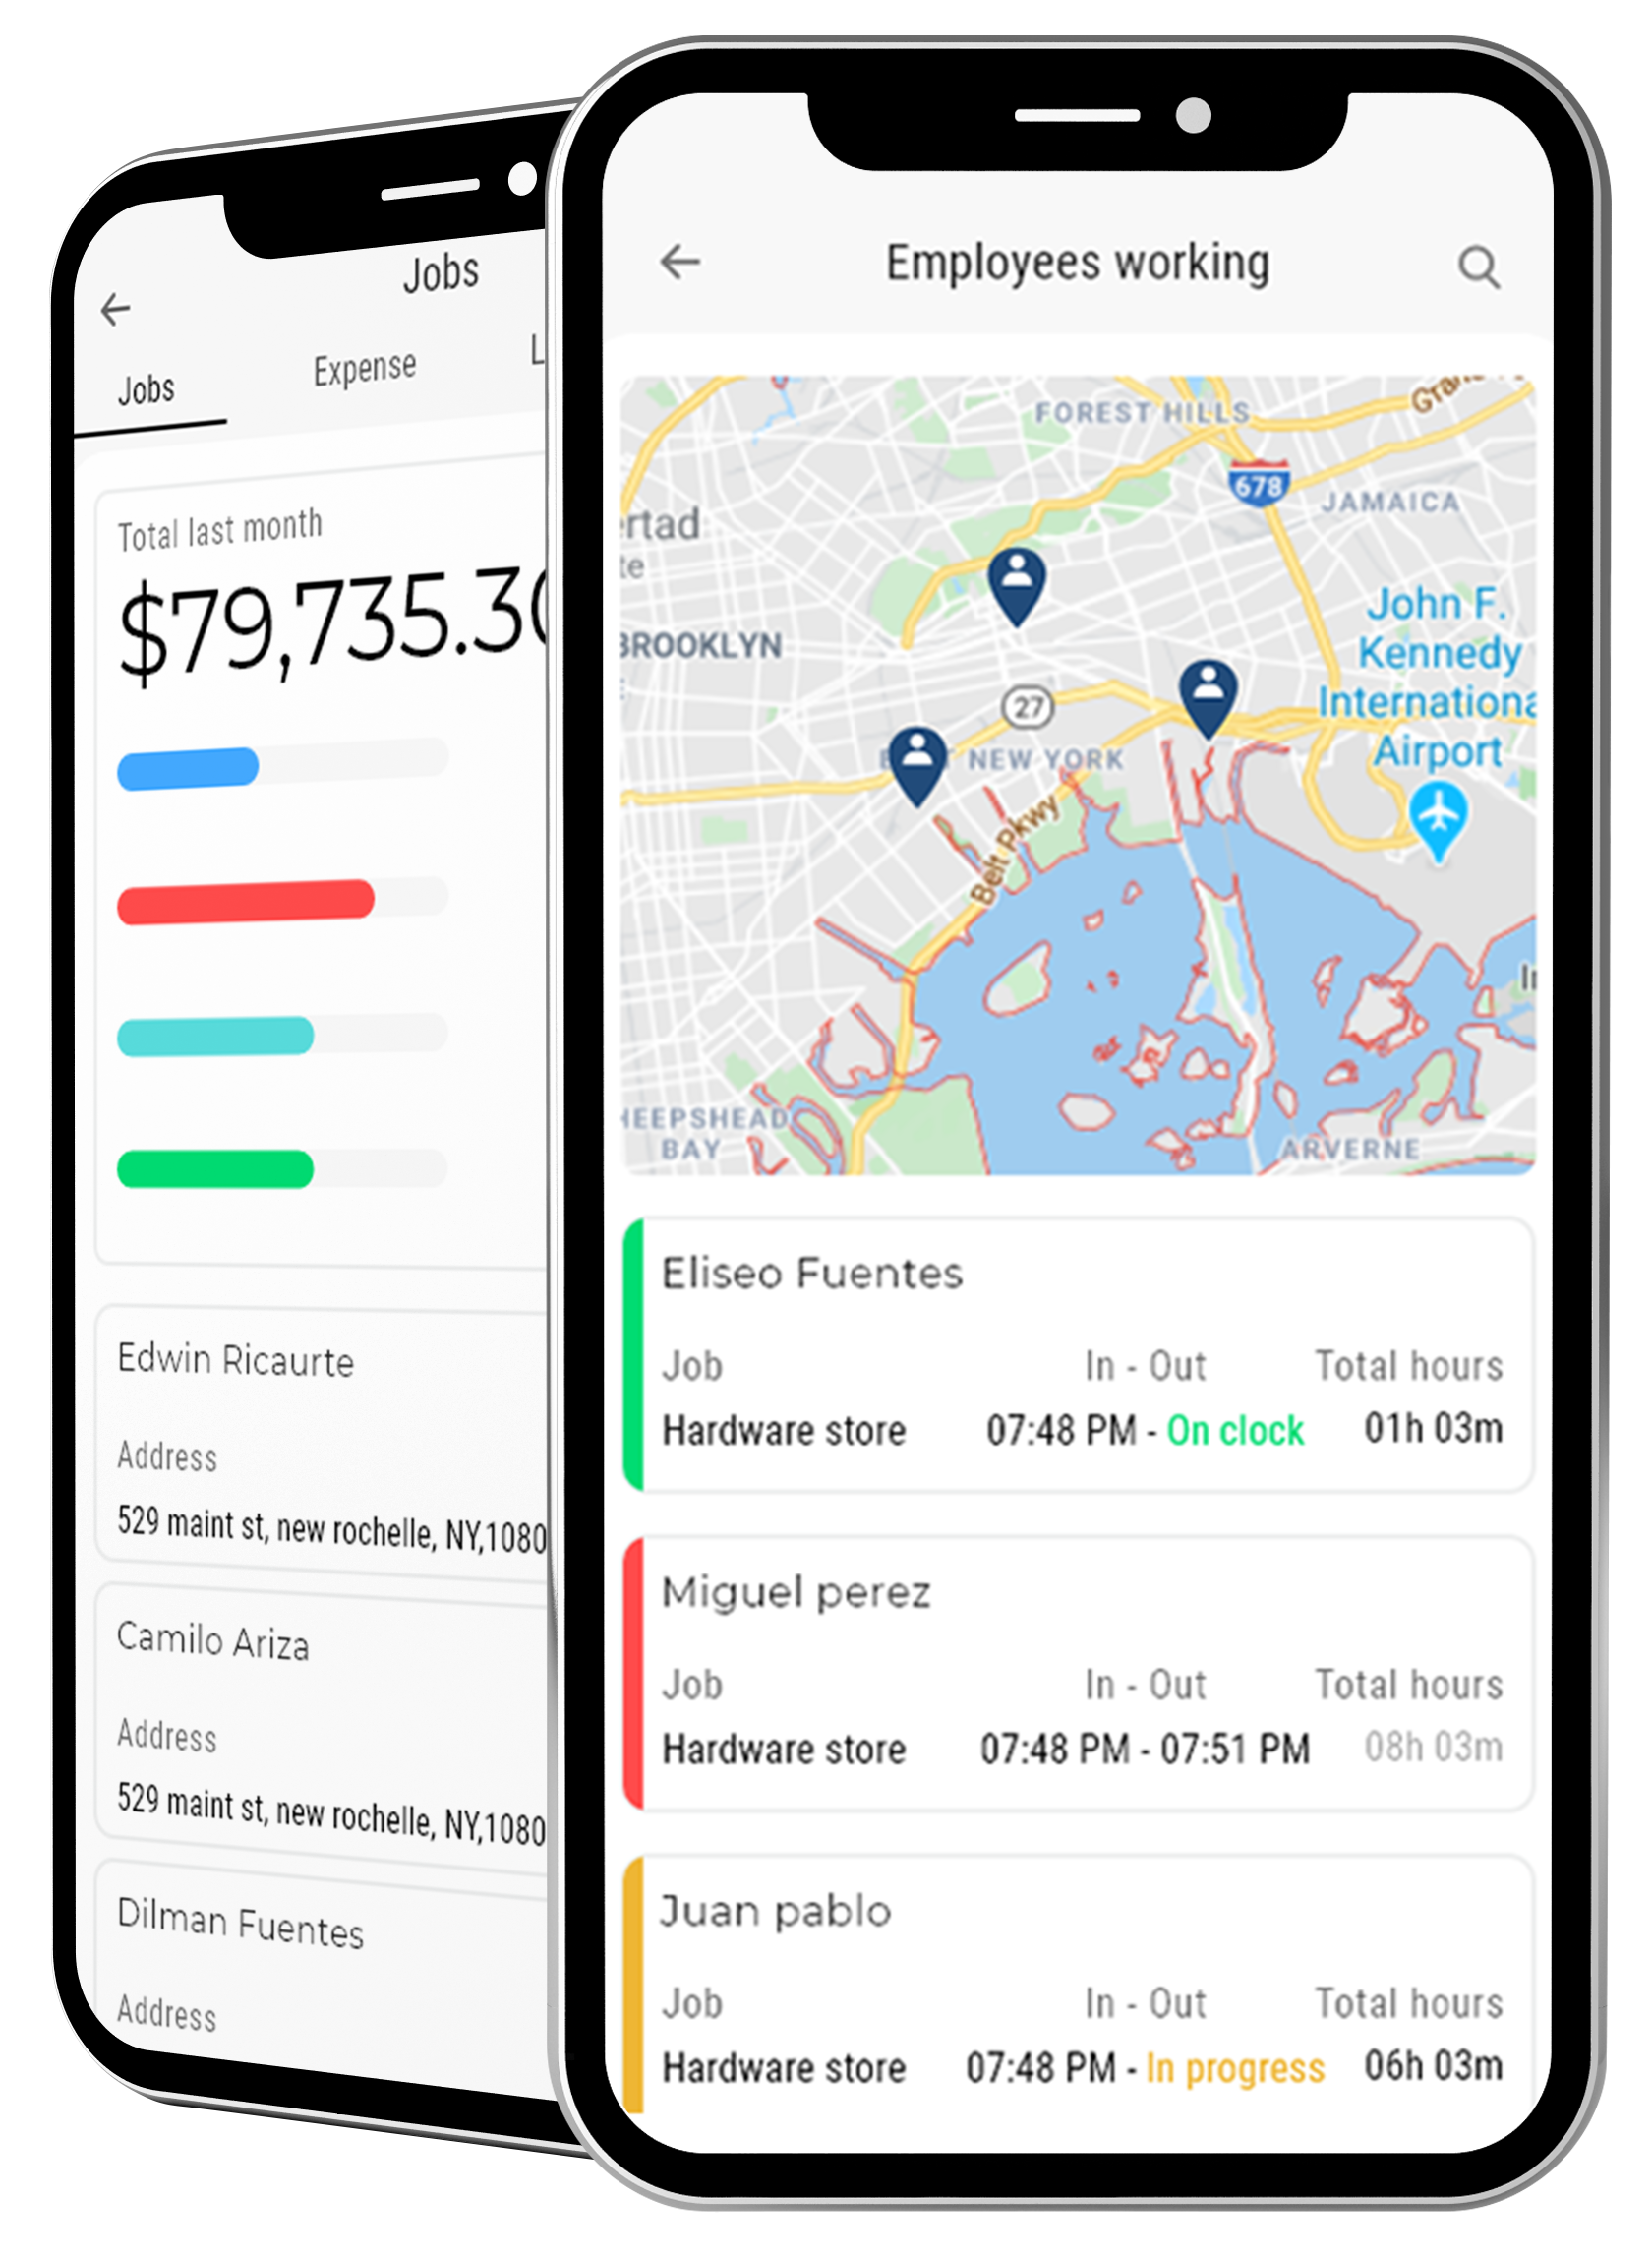 Jobs
Jobs Expense L
Total last month
$79,735.30
Edwin Ricaurte
Address
529 maint st, new rochelle, NY,1080
Camilo Ariza
Address
529 maint st, new rochelle, NY,1080
Dilman Fuentes
Address
Employees working
FOREST HILLS
678
JAMAICA
ertad
te
BROOKLYN
John F.
Kennedy
Internationa
Airport
27
NEW YORK
Belt Pkwy
HEEPSHEAD
BAY
ARVERNE
Eliseo Fuentes
Job In - Out Total hours
Hardware store 07:48 PM - On clock 01h 03m
Miguel perez
Job In - Out Total hours
Hardware store 07:48 PM - 07:51 PM 08h 03m
Juan pablo
Job In - Out Total hours
Hardware store 07:48 PM - In progress 06h 03m